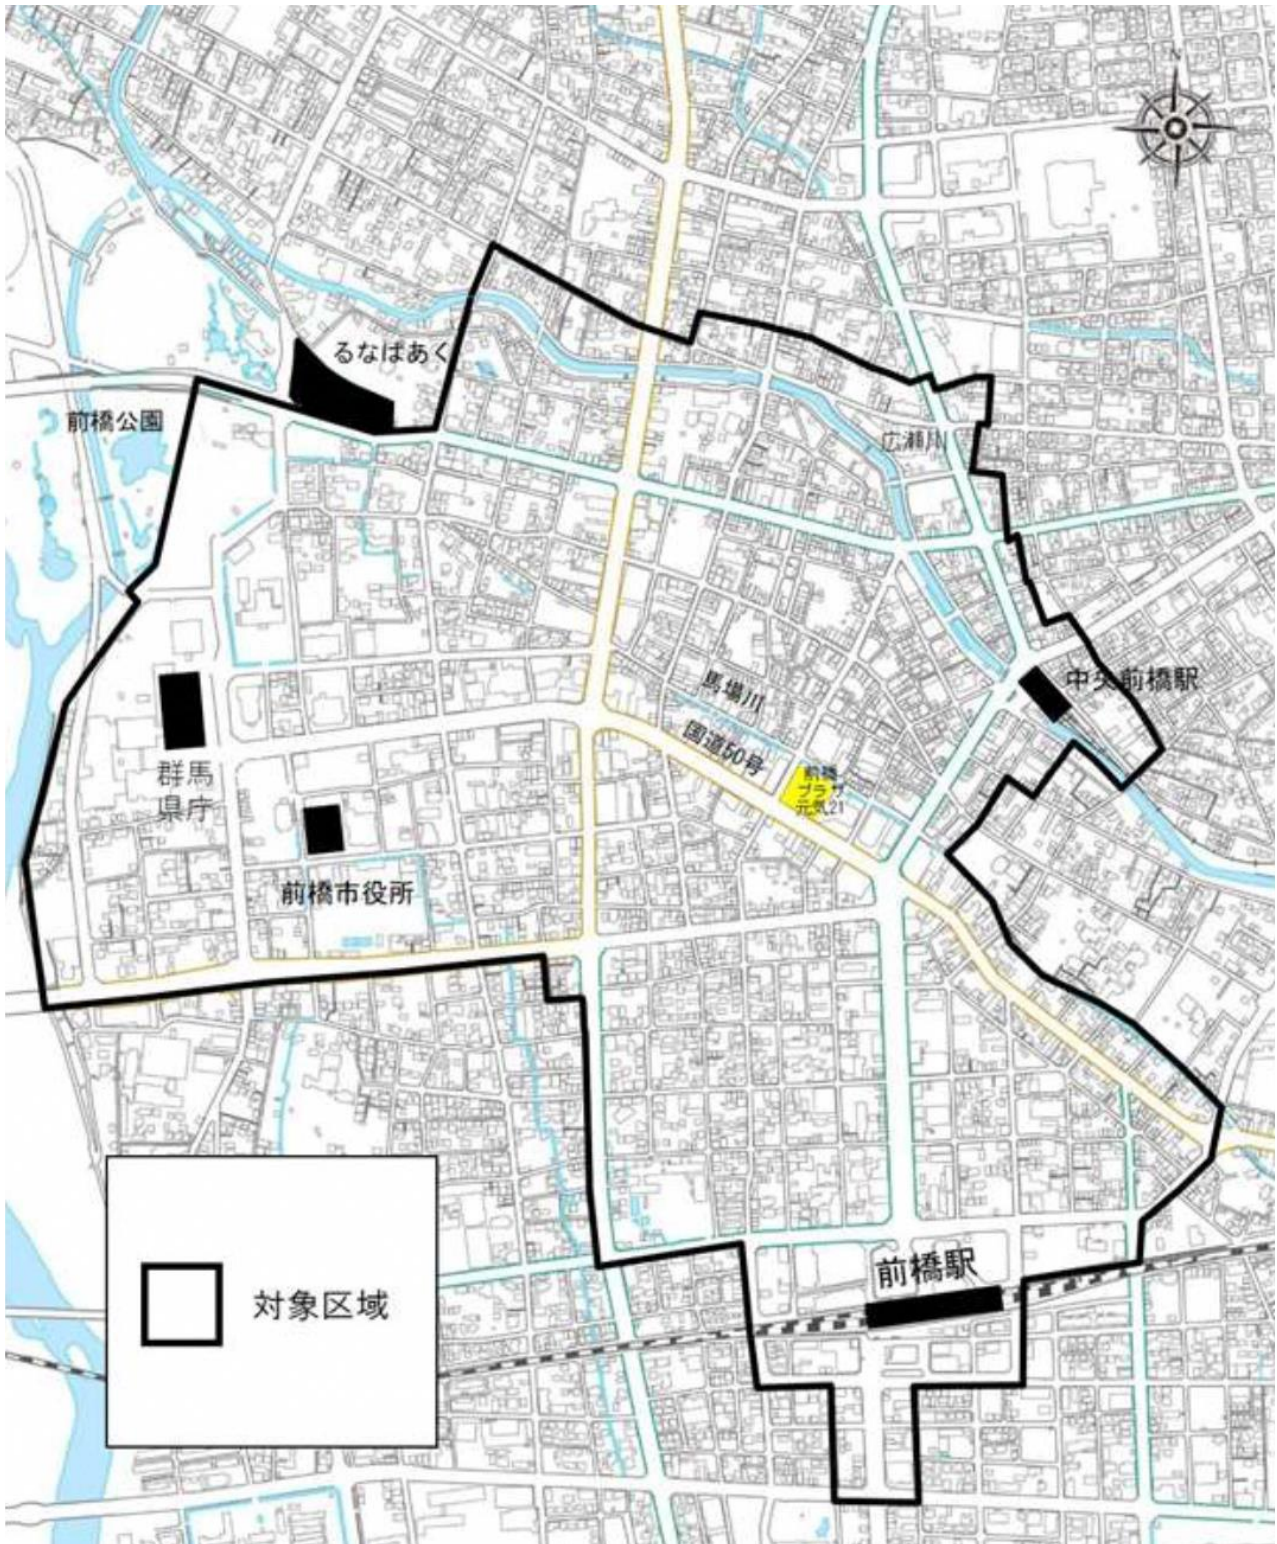 N
るなぱあく
前橋公園
広瀬川
中央前橋駅
馬場川
国道50号
群馬
県庁
前橋
プラザ
元気21
前橋市役所
前橋駅
対象区域